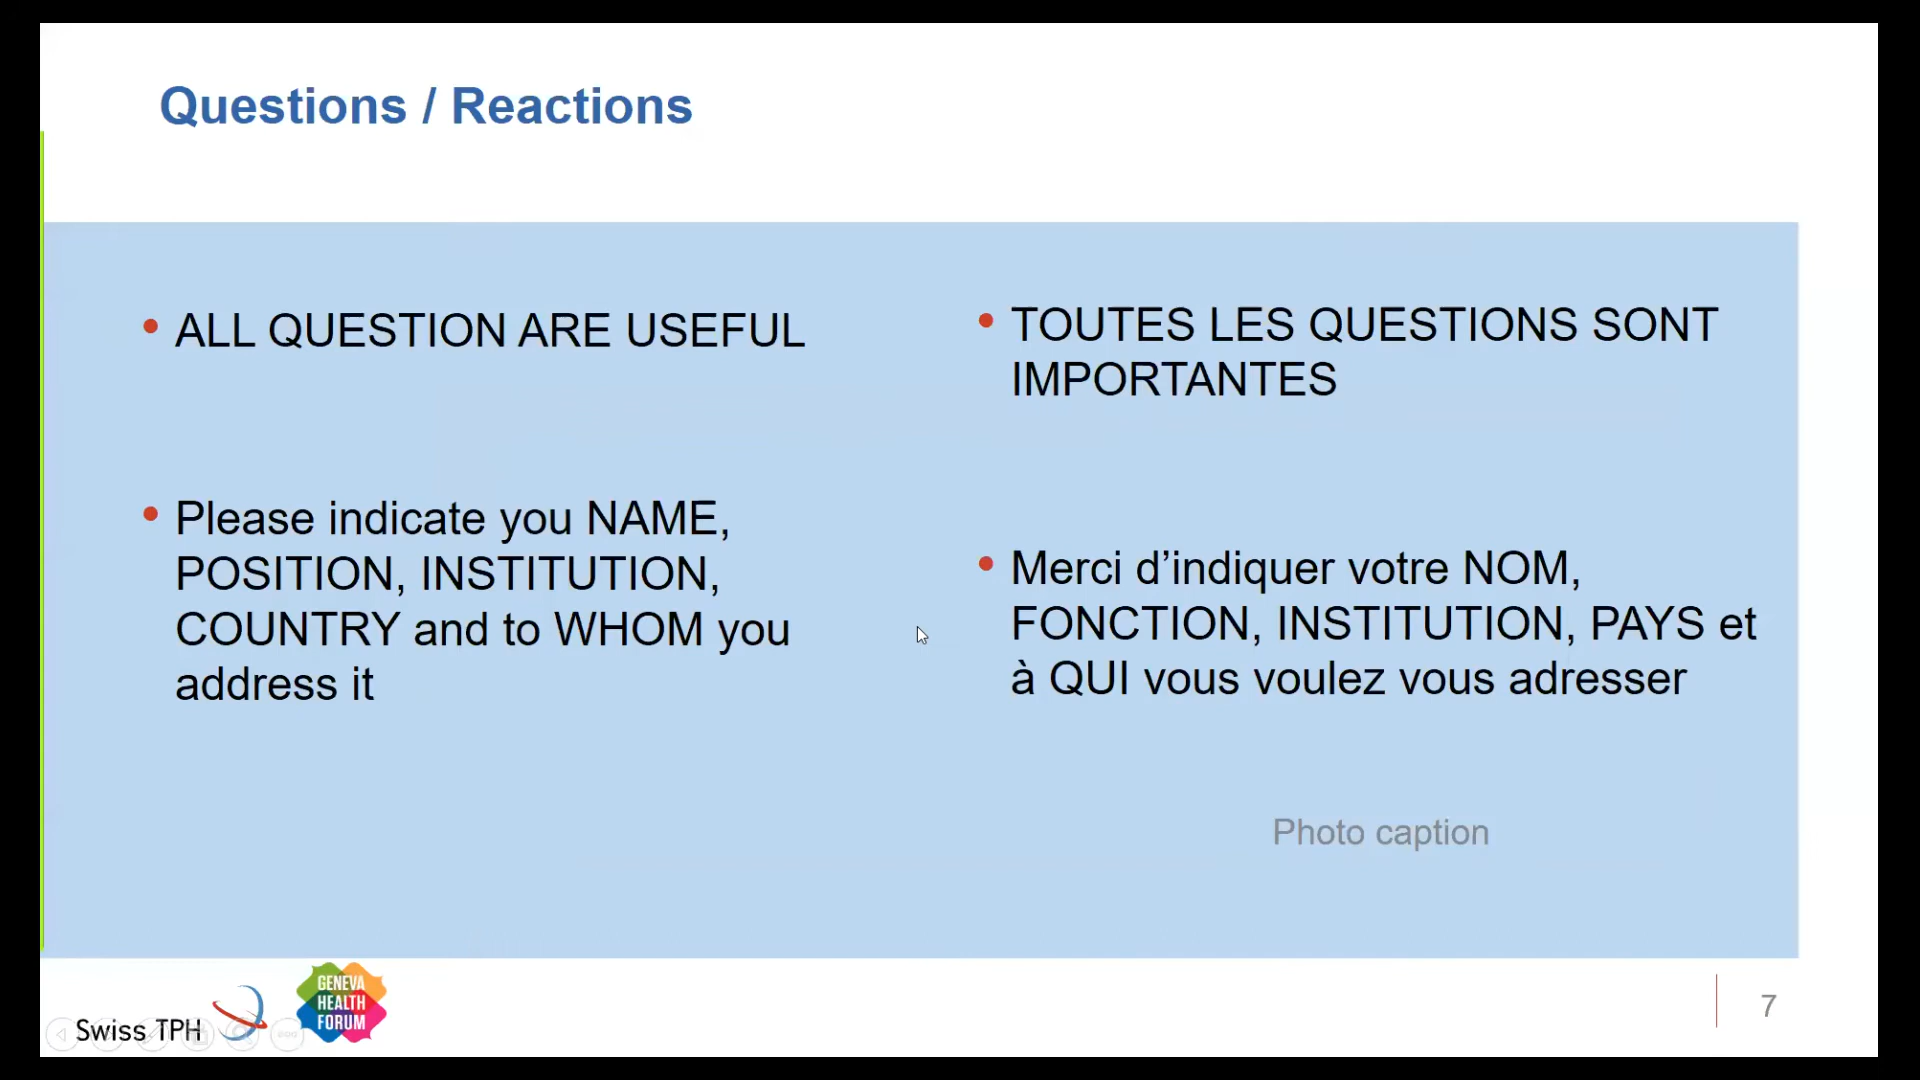 Questions / Reactions
ALL QUESTION ARE USEFUL
Please indicate you NAME,
POSITION, INSTITUTION,
COUNTRY and to WHOM you
address it
TOUTES LES QUESTIONS SONT
IMPORTANTES
Merci d’indiquer votre NOM,
FONCTION, INSTITUTION, PAYS et
à QUI vous voulez vous adresser
Photo caption
Swiss TPH
GENEVA
HEALTH
FORUM
7